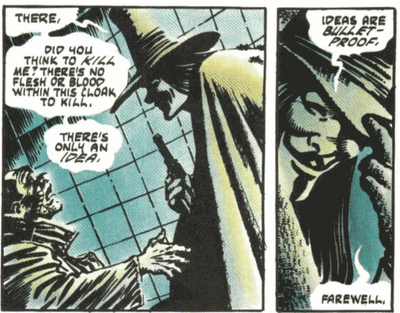 THERE,
DID YOU
THINK TO KILL
ME? THERE'S NO
FLESH OR BLOOD
WITHIN THIS CLOAK
TO KILL.
THERE'S
ONLY AN
IDEA.
IDEAS ARE
BULLET-
PROOF.
FAREWELL.